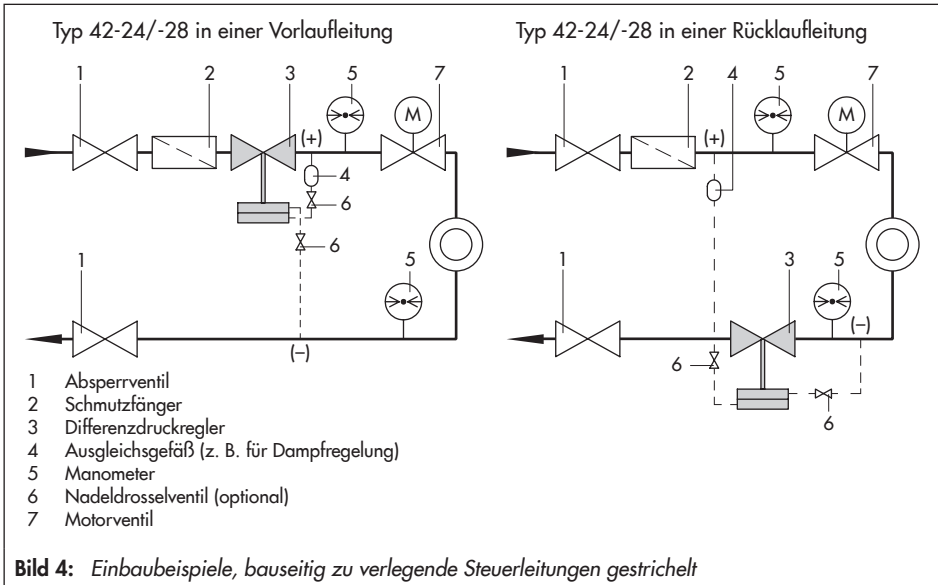 Typ 42-24/-28 in einer Vorlaufleitung
Typ 42-24/-28 in einer Rücklaufleitung
1 2 3 5 7
M
(+)
4
6
6
1 5
(–)
1 2 4 5 7
M
(+)
1 3 5
(–)
6
6
1 Absperrventil
2 Schmutzfänger
3 Differenzdruckregler
4 Ausgleichsgefäß (z. B. für Dampfregelung)
5 Manometer
6 Nadeldrosselventil (optional)
7 Motorventil
Bild 4: Einbaubeispiele, bauseitig zu verlegende Steuerleitungen gestrichelt